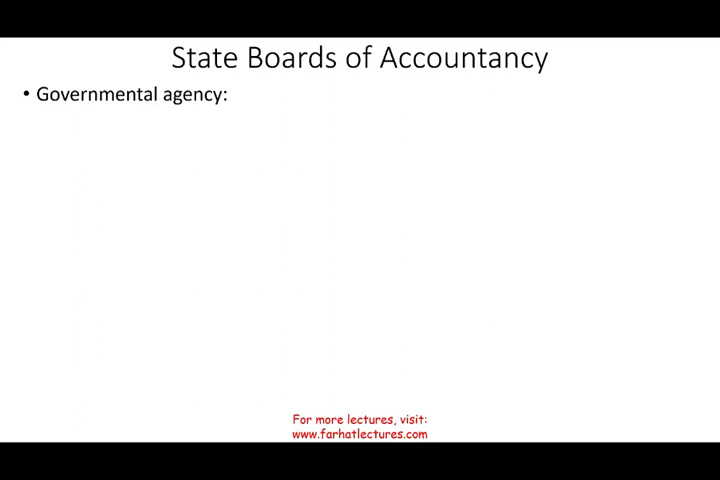 State Boards of Accountancy
• Governmental agency:
For more lectures, visit:
www.farhatlectures.com